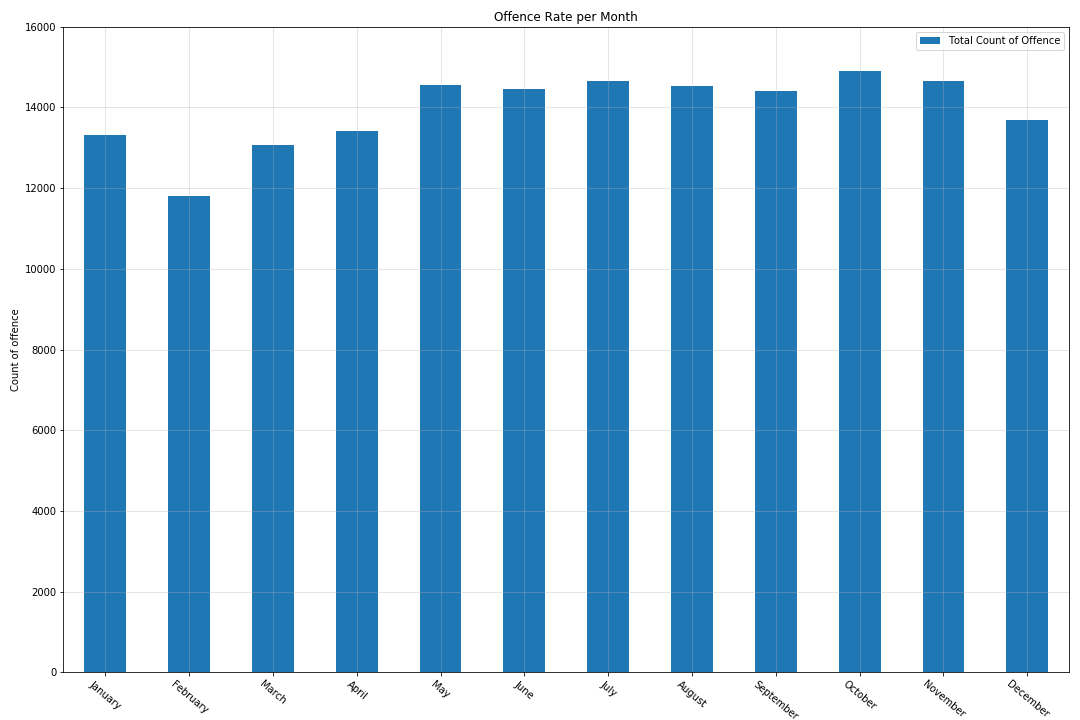 Offence Rate per Month
Total Count of Offence
Count of offence
16000
14000
12000
10000
8000
6000
4000
2000
0
January
February
March
April
May
June
July
August
September
October
November
December